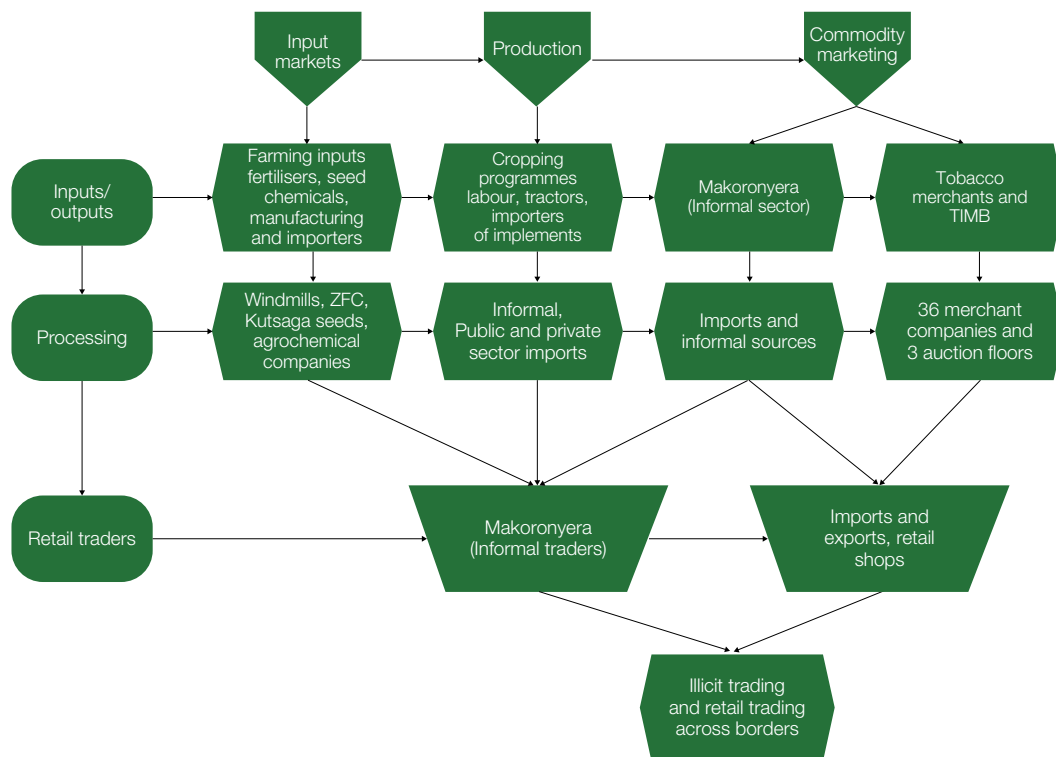 Input
markets
Production
Commodity
marketing
Inputs/
outputs
Farming inputs
fertilisers, seed
chemicals,
manufacturing
and importers
Cropping
programmes
labour, tractors,
importers
of implements
Makoronyera
(Informal sector)
Tobacco
merchants and
TIMB
Processing
Windmills, ZFC,
Kutsaga seeds,
agrochemical
companies
Informal,
Public and private
sector imports
Imports and
informal sources
36 merchant
companies and
3 auction floors
Retail traders
Makoronyera
(Informal traders)
Imports and
exports, retail
shops
Illicit trading
and retail trading
across borders